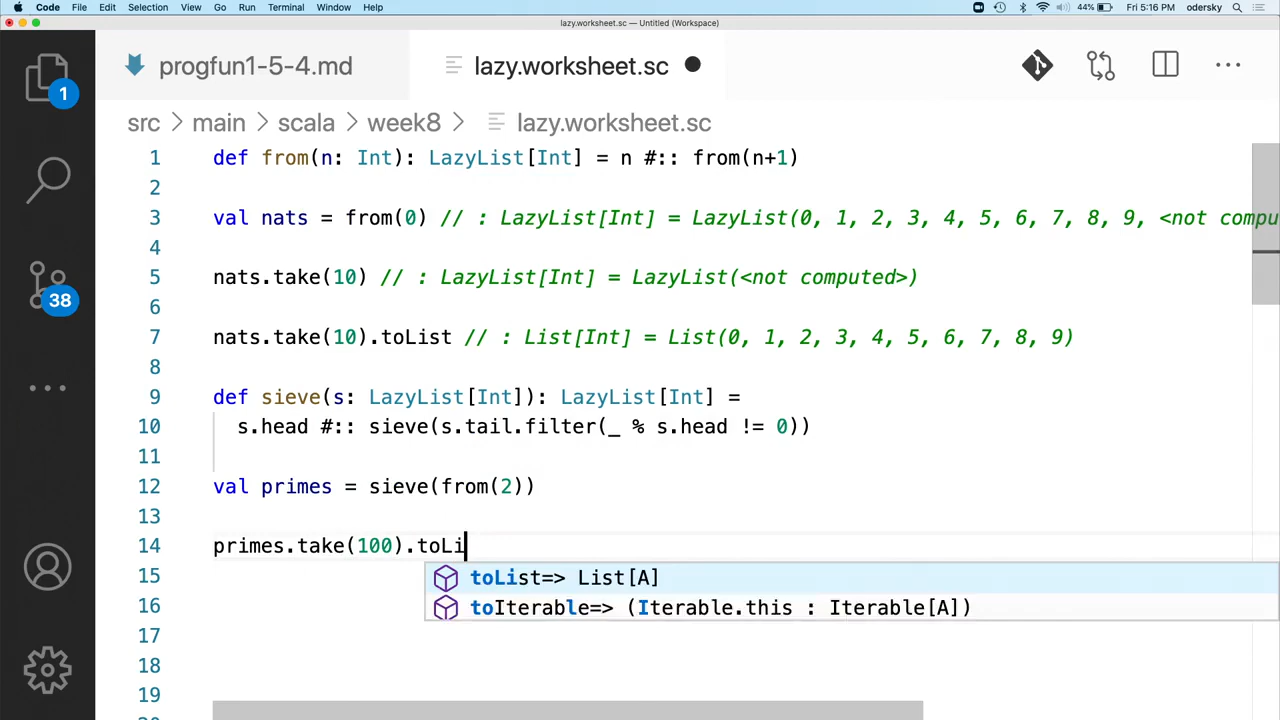 Code File Edit Selection View Go Run Terminal Window Help 44% Fri 5:16 PM odersky
lazy.worksheet.sc — Untitled (Workspace)
progfun1-5-4.md lazy.worksheet.sc
src > main > scala > week8 > lazy.worksheet.sc
1
38
1 def from(n: Int): LazyList[Int] = n #:: from(n+1)
2
3 val nats = from(0) // : LazyList[Int] = LazyList(0, 1, 2, 3, 4, 5, 6, 7, 8, 9, <not compu
4
5 nats.take(10) // : LazyList[Int] = LazyList(<not computed>)
6
7 nats.take(10).toList // : List[Int] = List(0, 1, 2, 3, 4, 5, 6, 7, 8, 9)
8
9 def sieve(s: LazyList[Int]): LazyList[Int] =
10 s.head #:: sieve(s.tail.filter(_ % s.head != 0))
11
12 val primes = sieve(from(2))
13
14 primes.take(100).toLi
15 toList=> List[A]
16 toIterable=> (Iterable.this : Iterable[A])
17
18
19